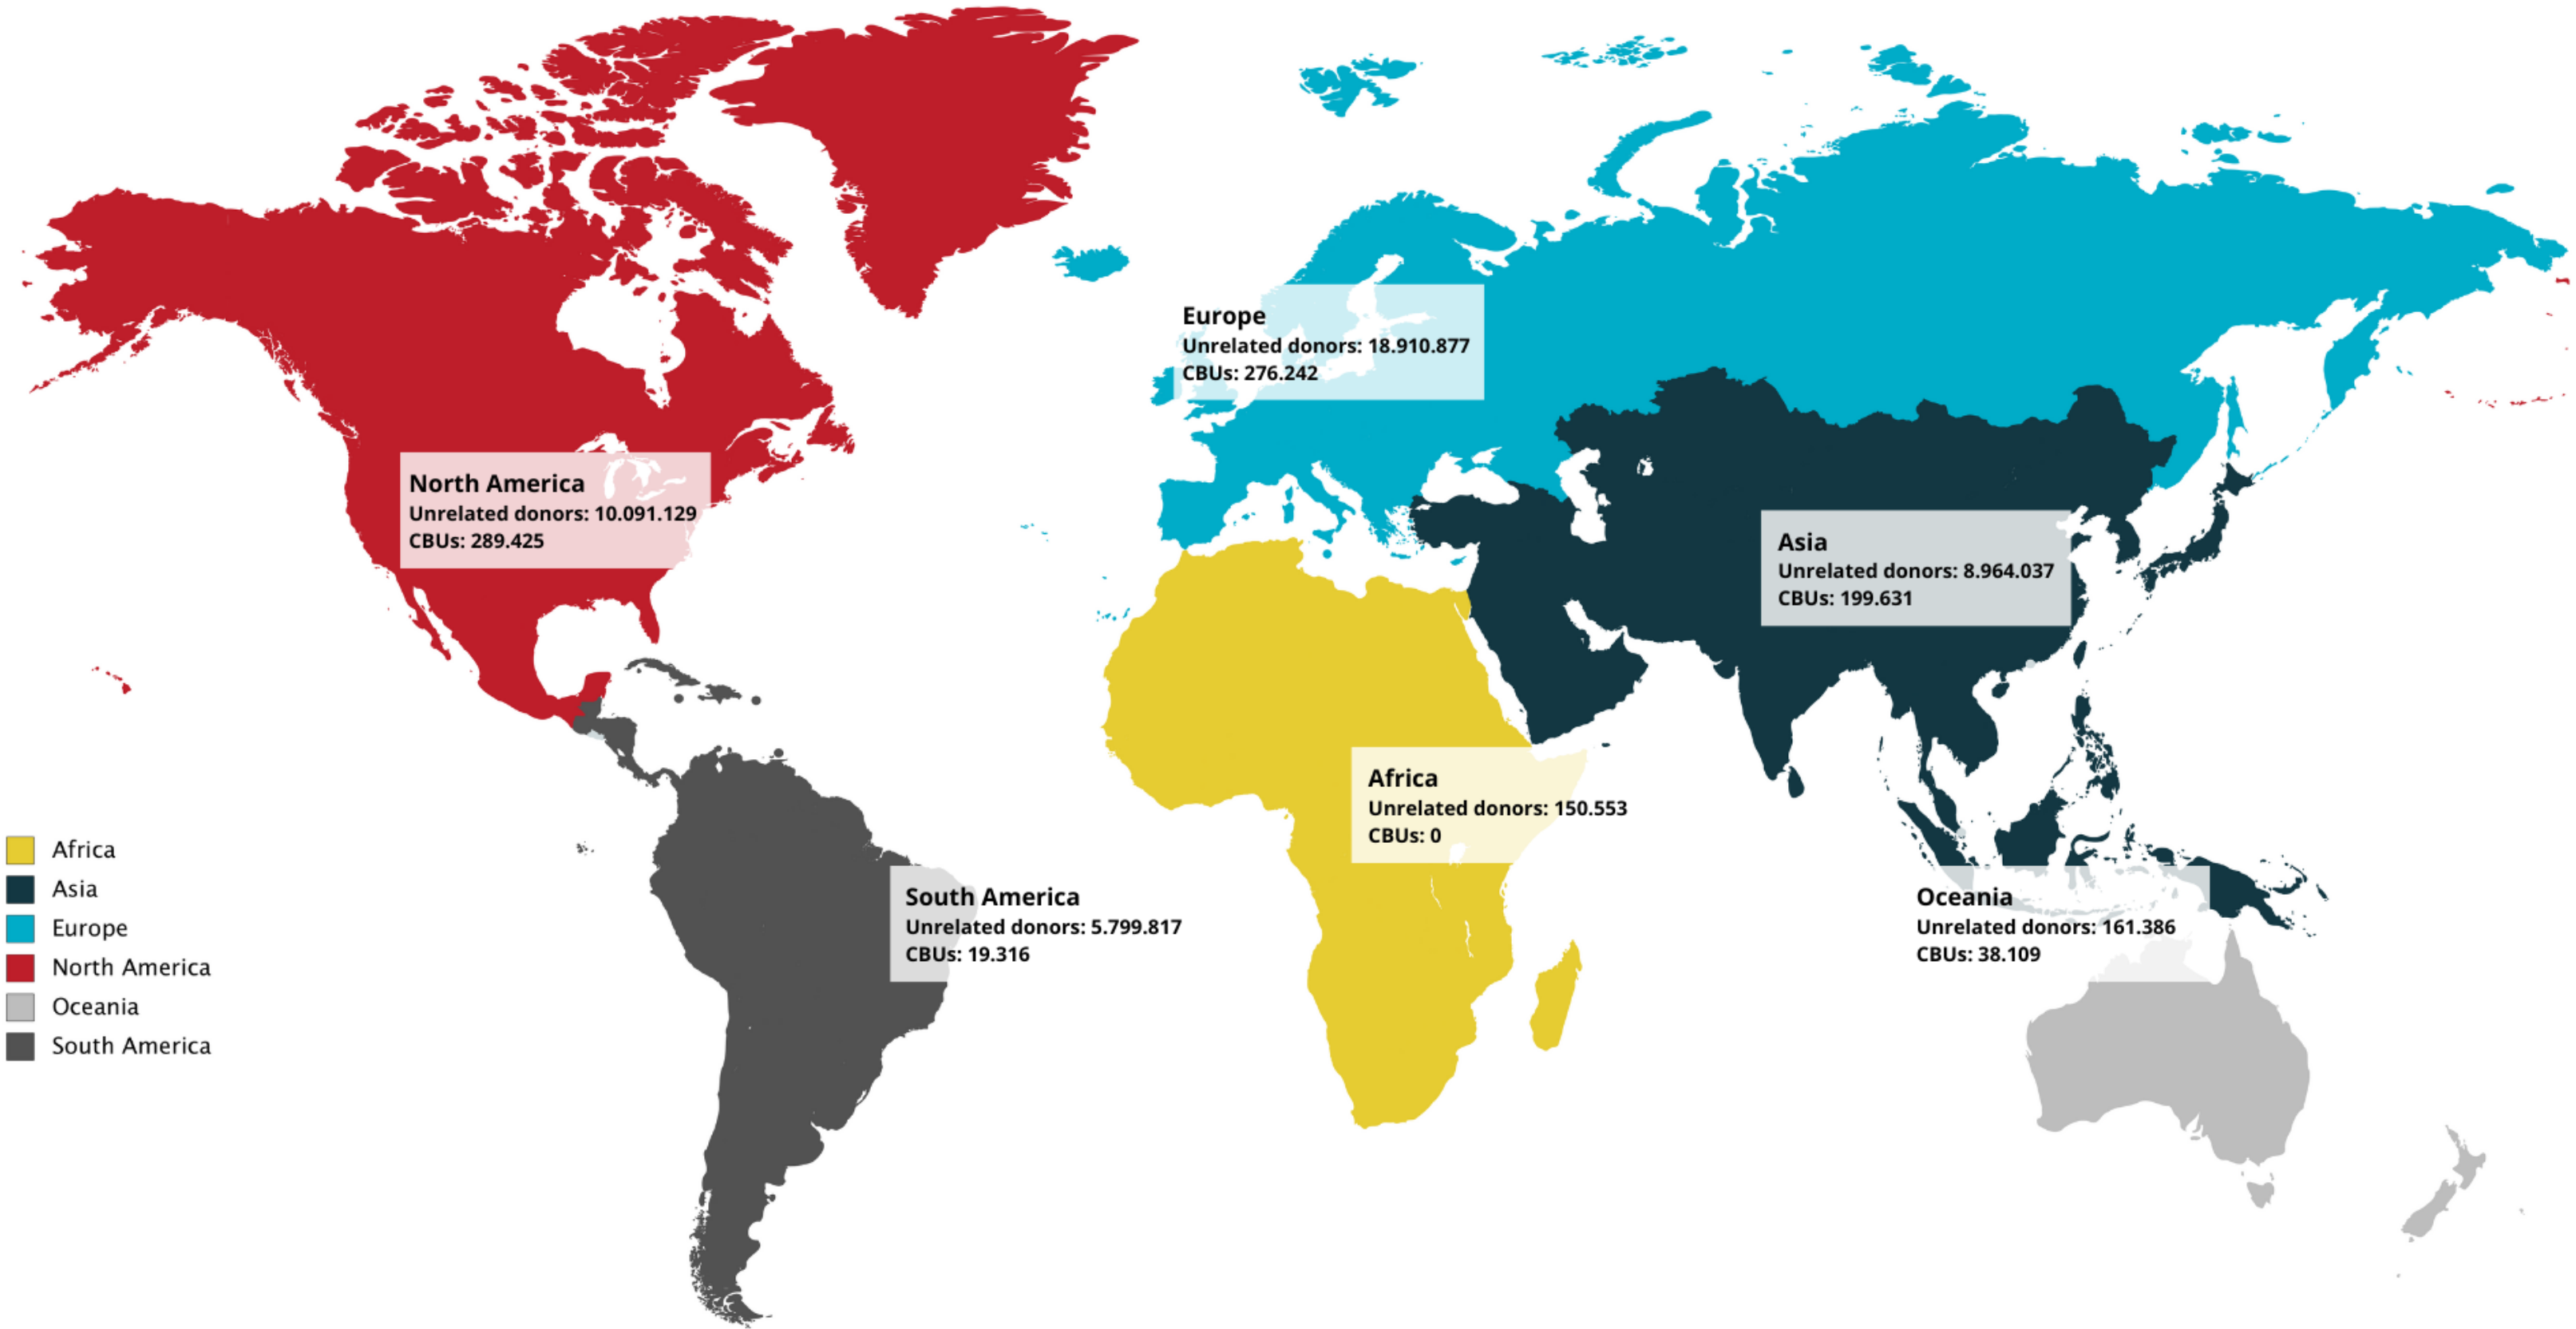 Europe
Unrelated donors: 18.910.877
CBUs: 276.242
North America
Unrelated donors: 10.091.129
CBUs: 289.425
Asia
Unrelated donors: 8.964.037
CBUs: 199.631
Africa
Unrelated donors: 150.553
CBUs: 0
South America
Unrelated donors: 5.799.817
CBUs: 19.316
Oceania
Unrelated donors: 161.386
CBUs: 38.109
Africa
Asia
Europe
North America
Oceania
South America